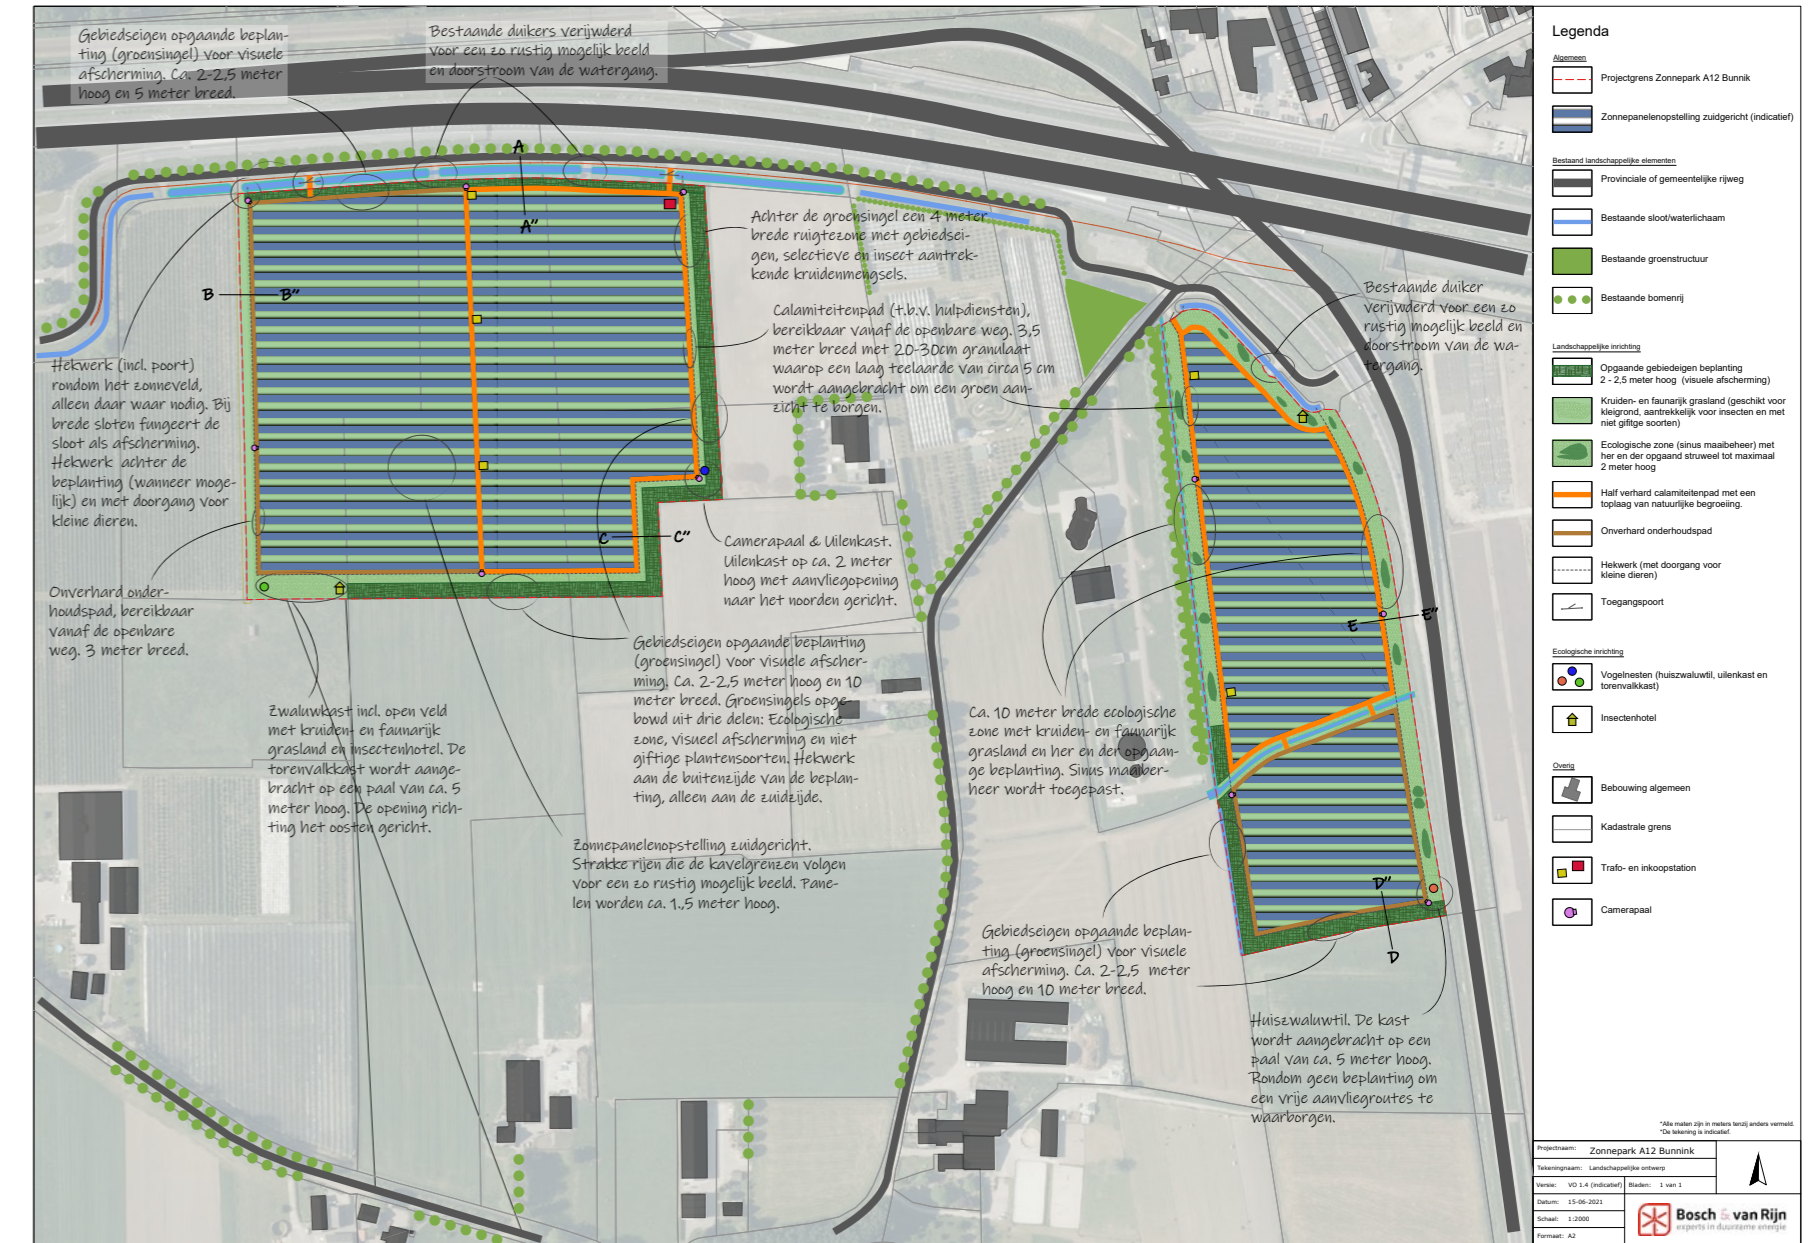 Gebiedseigen opgaande beplan-
ting (groensingel) voor visuele
afscherming. Ca. 2-2,5 meter
hoog en 5 meter breed.
Bestaande duikers verijwderd
voor een zo rustig mogelijk beeld
en doorstroom van de watergang.
A
A”
B
B”
Achter de groensingel een 4 meter
brede ruigtezone met gebiedsei-
gen, selectieve en insect aantrek-
kende kruidenmengsels.
Calamiteitenpad (t.b.v. hulpdiensten),
bereikbaar vanaf de openbare weg. 3,5
meter breed met 20-30cm granulaat
waarop een laag teelaarde van circa 5 cm
wordt aangebracht om een groen aan-
zicht te borgen.
Bestaande duiker
verijwderd voor een zo
rustig mogelijk beeld en
doorstroom van de wa-
tergang.
Hekwerk (incl. poort)
rondom het zonneveld,
alleen daar waar nodig. Bij
brede sloten fungeert de
sloot als afscherming.
Hekwerk achter de
beplanting (wanneer moge-
lijk) en met doorgang voor
kleine dieren.
C
C”
Camerapaal & Uilenkast.
Uilenkast op ca. 2 meter
hoog met aanvliegopening
naar het noorden gericht.
Onverhard onder-
houdspad, bereikbaar
vanaf de openbare
weg. 3 meter breed.
E
E”
Gebiedseigen opgaande beplanting
(groensingel) voor visuele afscher-
ming. Ca. 2-2,5 meter hoog en 10
meter breed. Groensingels opge-
bowd uit drie delen: Ecologische
zone, visueel afscherming en niet
giftige plantensoorten. Hekwerk
aan de buitenzijde van de beplan-
ting, alleen aan de zuidzijde.
Zwaluwkast incl. open veld
met kruiden- en faunarijk
grasland en insectenhotel. De
torenvalkkast wordt aange-
bracht op een paal van ca. 5
meter hoog. De opening rich-
ting het oosten gericht.
Ca. 10 meter brede ecologische
zone met kruiden- en faunarijk
grasland en her en der opgaan-
ge beplanting. Sinus maaiber-
heer wordt toegepast.
Zonnepanelenopstelling zuidgericht.
Strakke rijen die de kavelgrenzen volgen
voor een zo rustig mogelijk beeld. Pane-
len worden ca. 1.,5 meter hoog.
D”
D
Gebiedseigen opgaande beplan-
ting (groensingel) voor visuele
afscherming. Ca. 2-2,5 meter
hoog en 10 meter breed.
Huiszwaluwtil. De kast
wordt aangebracht op een
paal van ca. 5 meter hoog.
Rondom geen beplanting om
een vrije aanvliegroutes te
waarborgen.
Legenda
Algemeen
Projectgrens Zonnepark A12 Bunnik
Zonnepanelenopstelling zuidgericht (indicatief)
Bestaand landschappelijke elementen
Provinciale of gemeentelijke rijweg
Bestaande sloot/waterlichaam
Bestaande groenstructuur
Bestaande bomenrij
Landschappelijke inrichting
Opgaande gebiedeigen beplanting
2 - 2,5 meter hoog (visuele afscherming)
Kruiden- en faunarijk grasland (geschikt voor
kleigrond, aantrekkelijk voor insecten en met
niet giftige soorten)
Ecologische zone (sinus maaibeheer) met
her en der opgaand struweel tot maximaal
2 meter hoog
Half verhard calamiteitenpad met een
toplaag van natuurlijke begroeiing.
Onverhard onderhoudspad
Hekwerk (met doorgang voor
kleine dieren)
Toegangspoort
Ecologische inrichting
Vogelnesten (huiszwaluwtil, uilenkast en
torenvalkkast)
Insectenhotel
Overig
Bebouwing algemeen
Kadastrale grens
Trafo- en inkoopstation
Camerapaal
*Alle maten zijn in meters tenzij anders vermeld.
*De tekening is indicatief.
Projectnaam: Zonnepark A12 Bunnink
Tekeningnaam: Landschappelijke ontwerp
Versie: VO 1.4 (indicatief) Bladen: 1 van 1
Datum: 15-06-2021
Schaal: 1:2000
Formaat: A2
Bosch & van Rijn
experts in duurzame energie